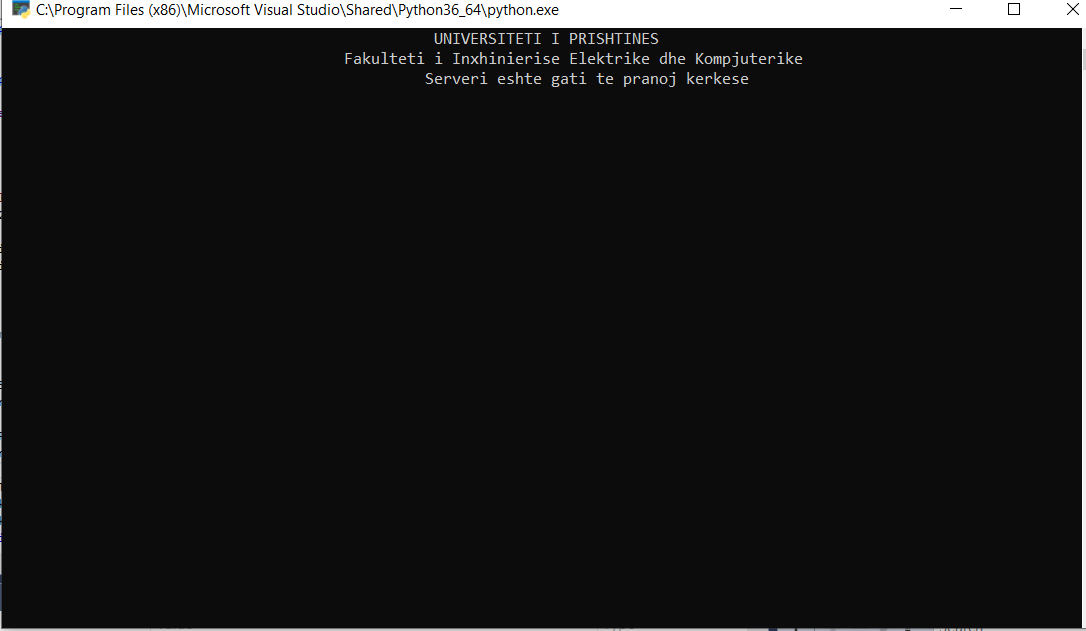 C:\Program Files (x86)\Microsoft Visual Studio\Shared\Python36_64\python.exe
UNIVERSITETI I PRISHTINES
Fakulteti i Inxhinierise Elektrike dhe Kompjuterike
Serveri eshte gati te pranoj kerkese